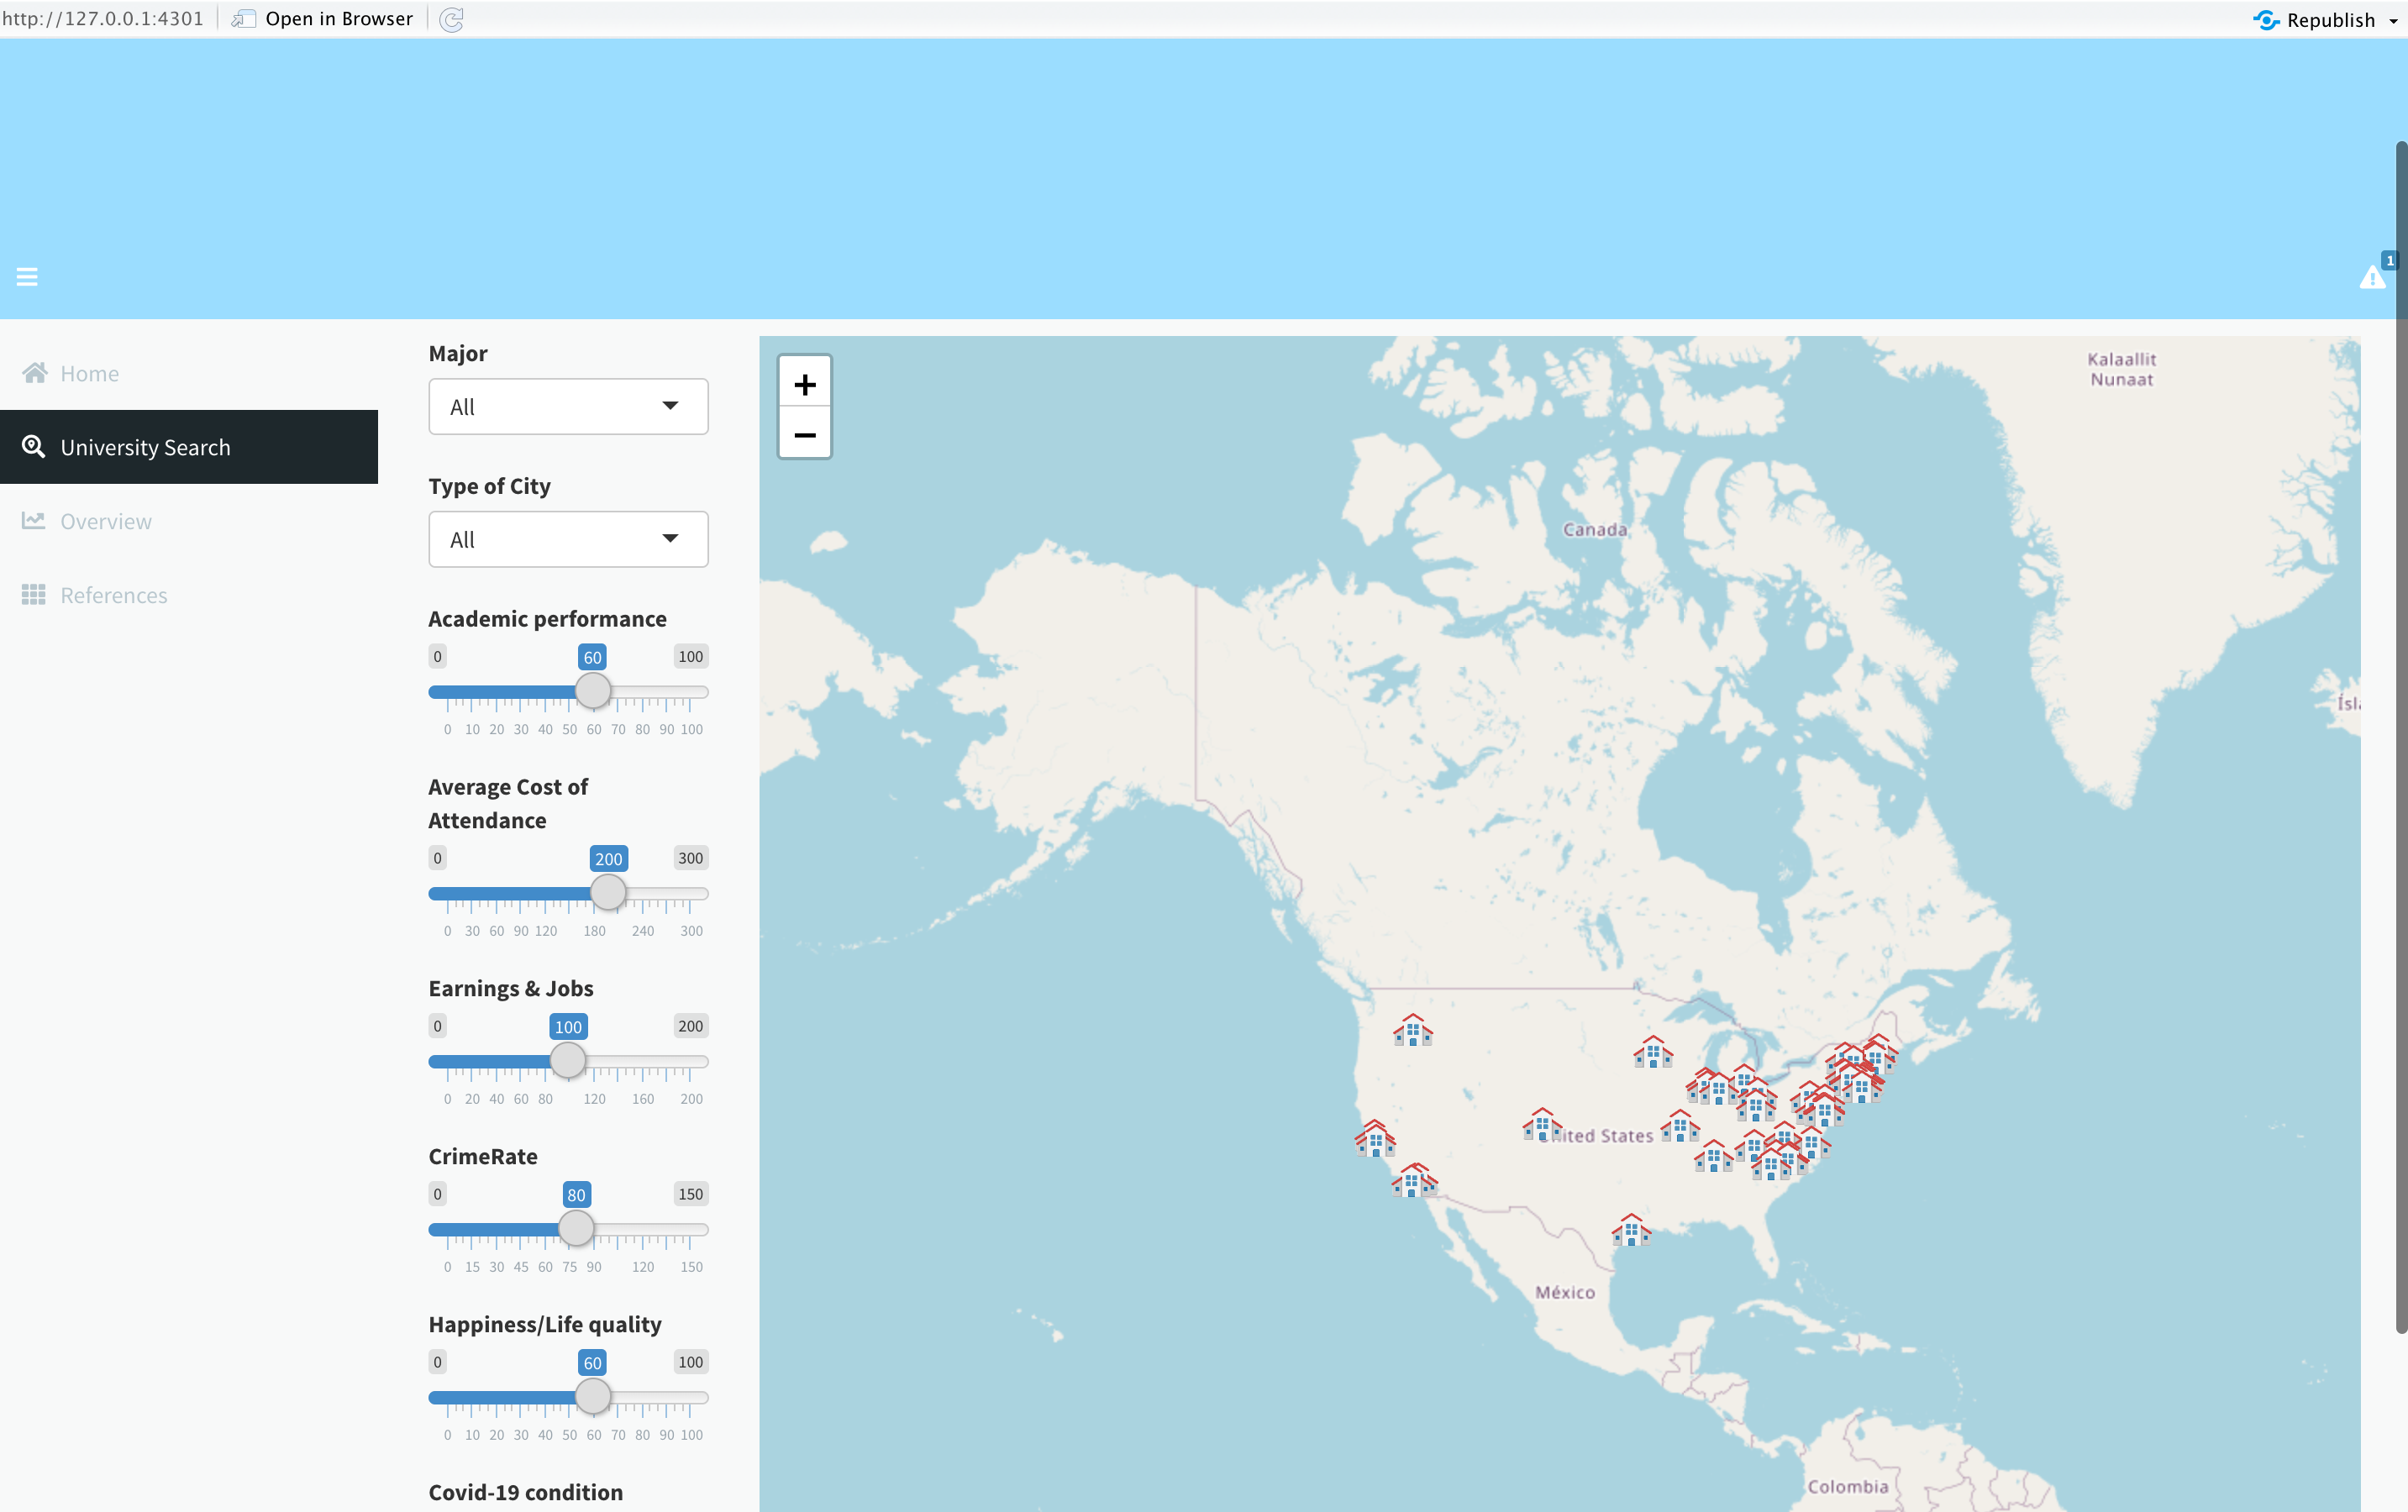 http://127.0.0.1:4301 Open in Browser Republish
1
Home
University Search
Overview
References
Major
All
Type of City
All
Academic performance
0 60 100
0 10 20 30 40 50 60 70 80 90 100
Average Cost of
Attendance
0 200 300
0 30 60 90 120 180 240 300
Earnings & Jobs
0 100 200
0 20 40 60 80 120 160 200
CrimeRate
0 80 150
0 15 30 45 60 75 90 120 150
Happiness/Life quality
0 60 100
0 10 20 30 40 50 60 70 80 90 100
Covid-19 condition
+
−
Kalaallit
Nunaat
Canada
United States
México
Colombia